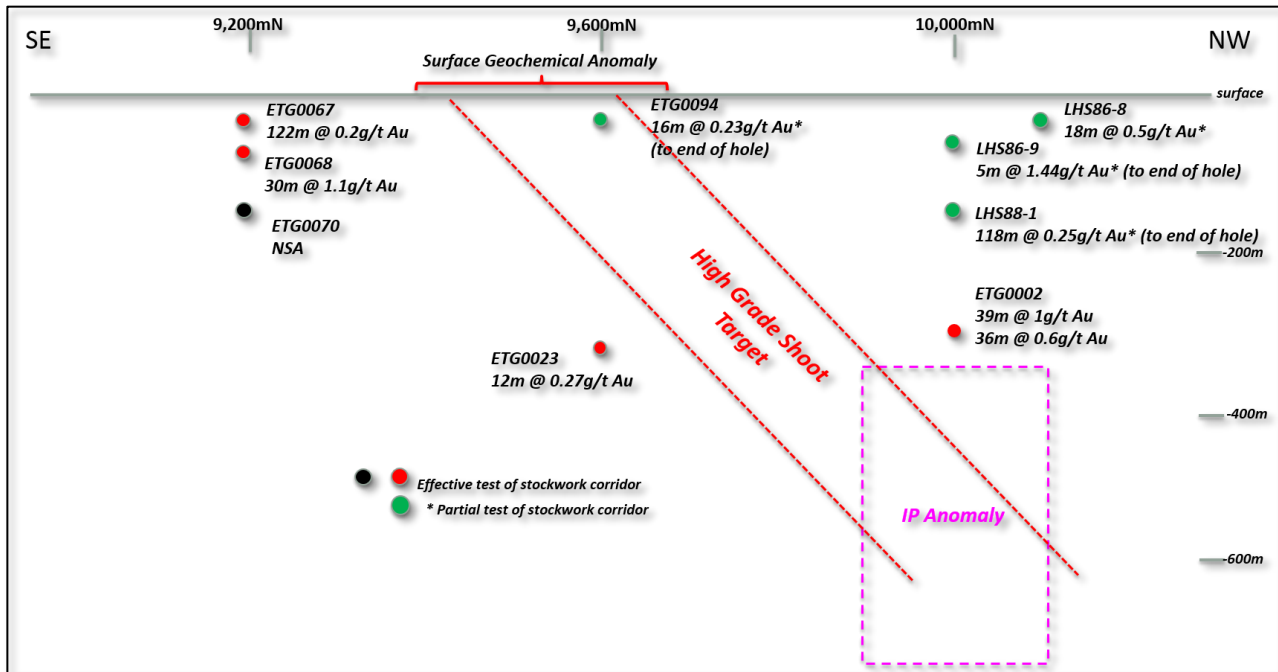 9,200mN
9,600mN
10,000mN
SE
NW
Surface Geochemical Anomaly
surface
ETG0067
122m @ 0.2g/t Au
ETG0068
30m @ 1.1g/t Au
ETG0070
NSA
ETG0094
16m @ 0.23g/t Au*
(to end of hole)
LHS86-8
18m @ 0.5g/t Au*
LHS86-9
5m @ 1.44g/t Au* (to end of hole)
LHS88-1
118m @ 0.25g/t Au* (to end of hole)
-200m
High Grade Shoot
Target
ETG0002
39m @ 1g/t Au
36m @ 0.6g/t Au
ETG0023
12m @ 0.27g/t Au
-400m
Effective test of stockwork corridor
* Partial test of stockwork corridor
IP Anomaly
-600m